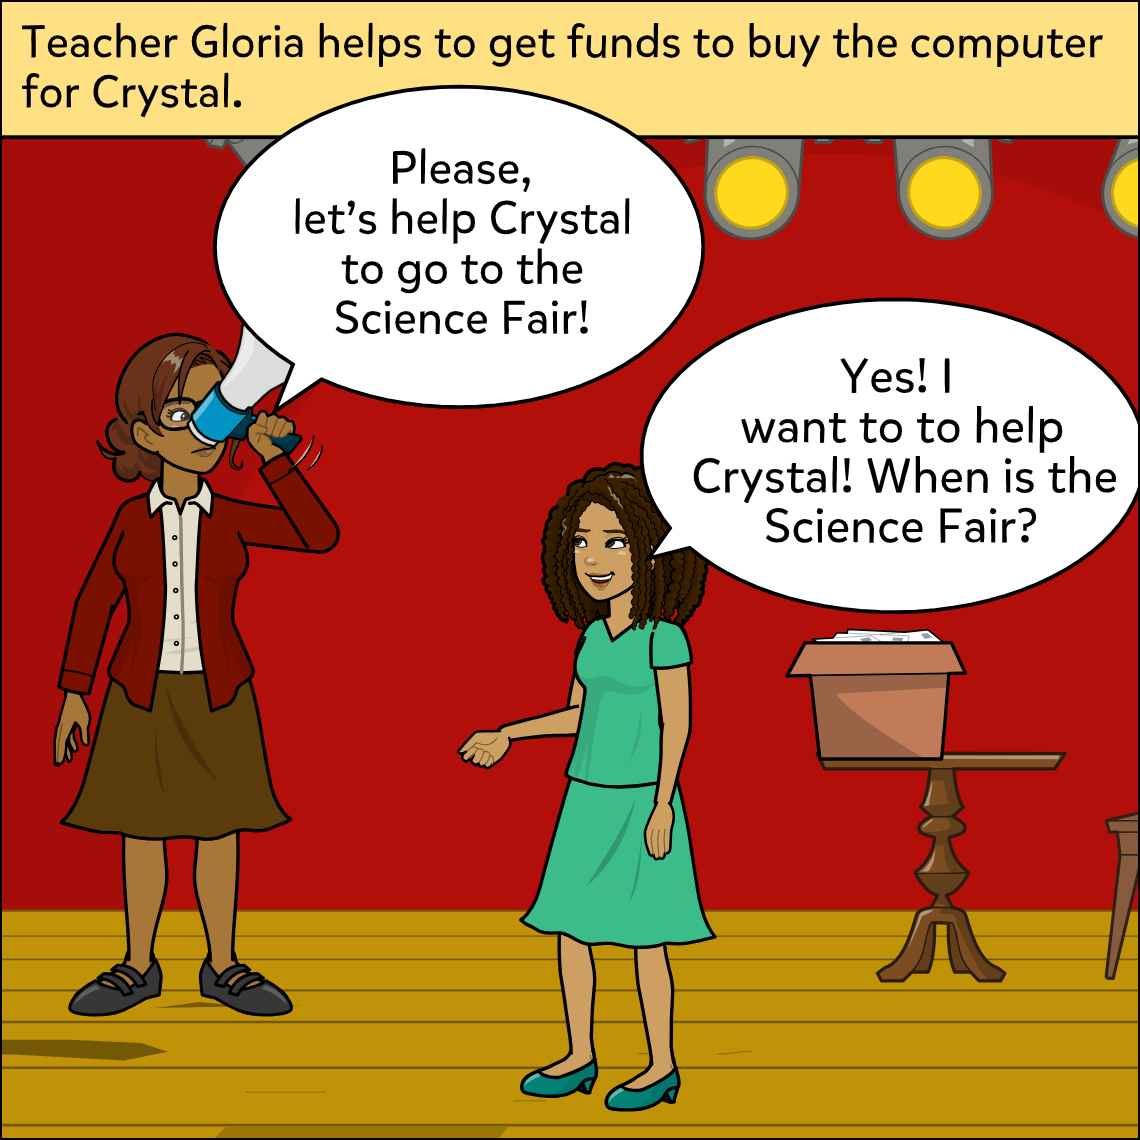 Teacher Gloria helps to get funds to buy the computer
for Crystal.
Please,
let's help Crystal
to go to the
Science Fair!
Yes! I
want to to help
Crystal! When is the
Science Fair?